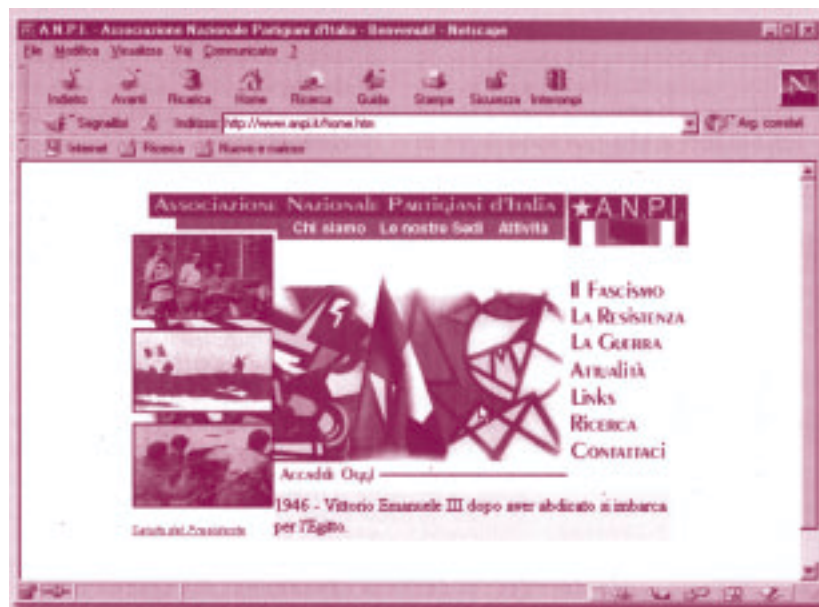 A.N.P.I. - Associazione Nazionale Partigiani d'Italia - Benvenuti! - Netscape
File Modifica Visualizza Vai Communicator ?
Indietro Avanti Ricarica Home Ricerca Guida Stampa Sicurezza Interrompi
Segnalibri Indirizzo http://www.anpi.it/home.htm
Internet Ricerca Nuovo e curioso
Associazione Nazionale Partigiani d'Italia
★A.N.P.I.
Chi siamo Le nostre Sedi Attività
Il Fascismo
La Resistenza
La Guerra
Attualità
Links
Ricerca
Contattaci
Accadde Oggi
1946 - Vittorio Emanuele III dopo aver abdicato si imbarca
per l'Egitto.
Saluto del Presidente